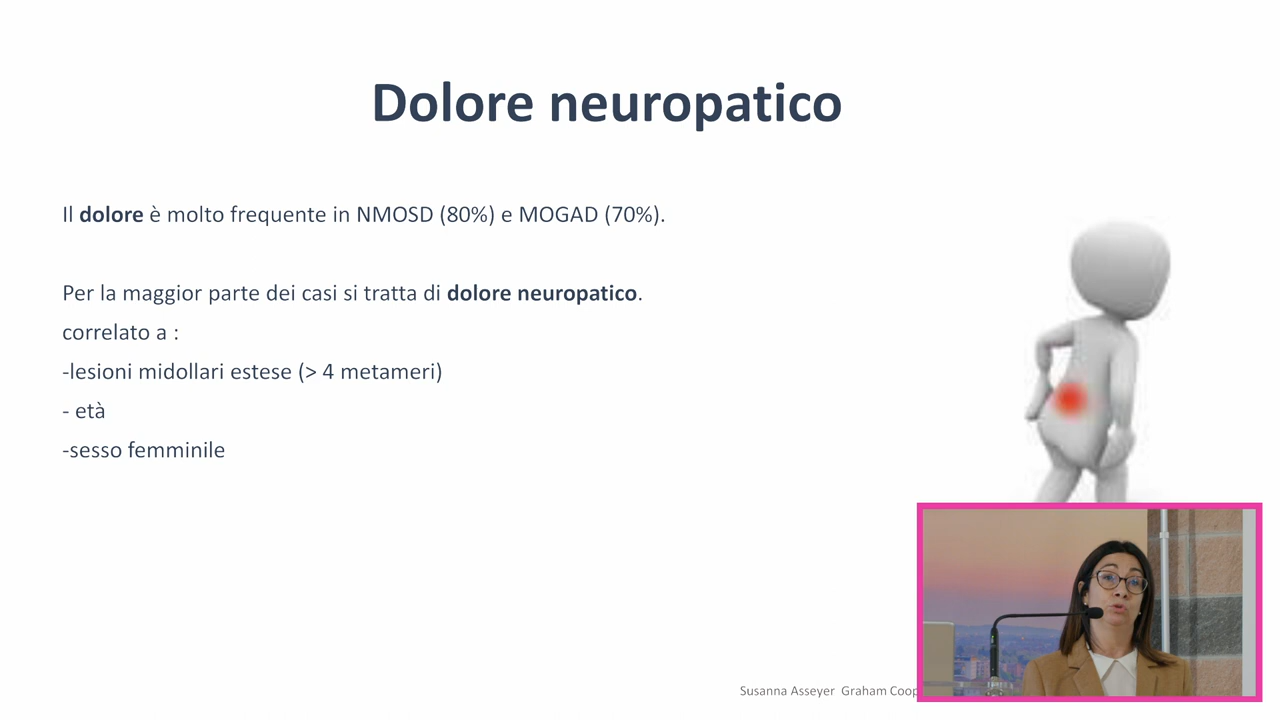 Dolore neuropatico
Il dolore è molto frequente in NMOSD (80%) e MOGAD (70%).
Per la maggior parte dei casi si tratta di dolore neuropatico.
correlato a :
-lesioni midollari estese (> 4 metameri)
- età
-sesso femminile
Susanna Asseyer Graham